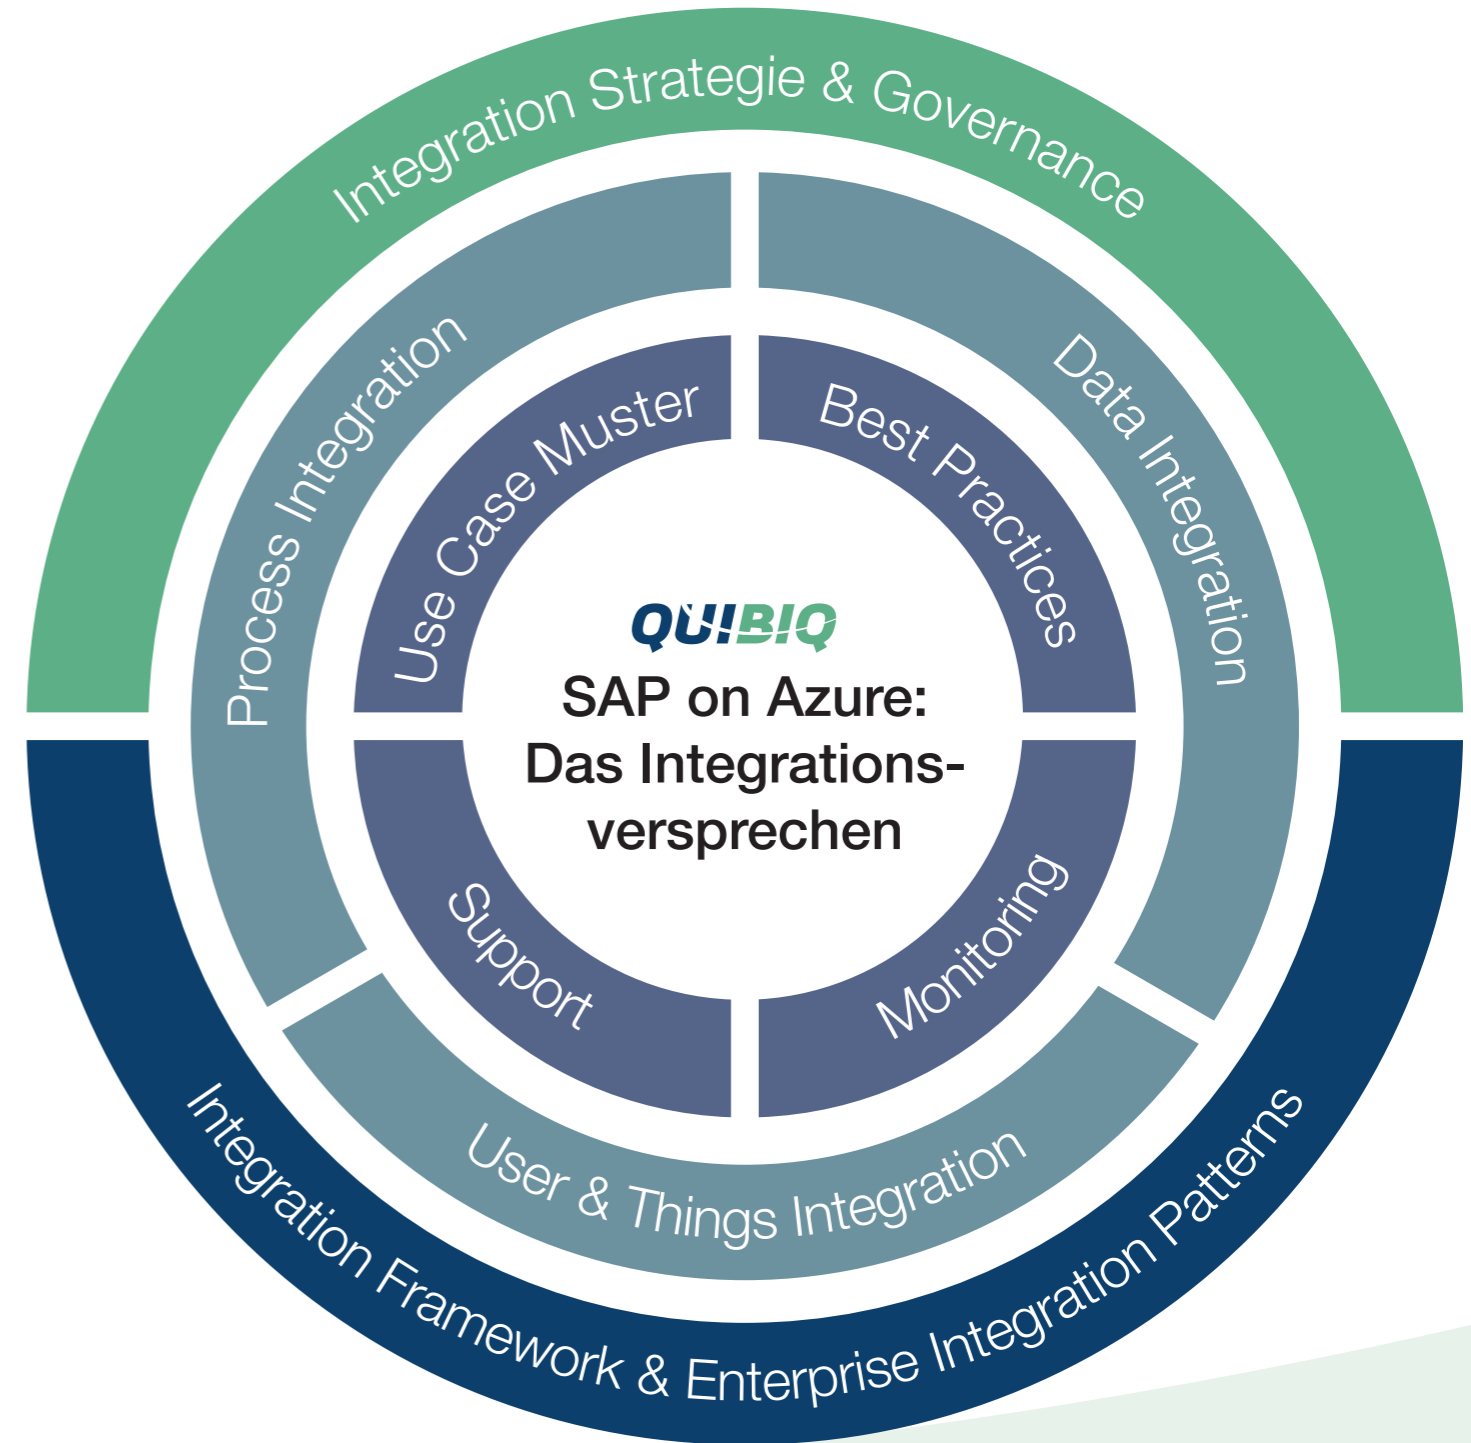 Integration Strategie & Governance
Process Integration
Data Integration
Use Case Muster
Best Practices
QUIBIQ
SAP on Azure:
Das Integrations-
versprechen
Support
Monitoring
User & Things Integration
Integration Framework & Enterprise Integration Patterns